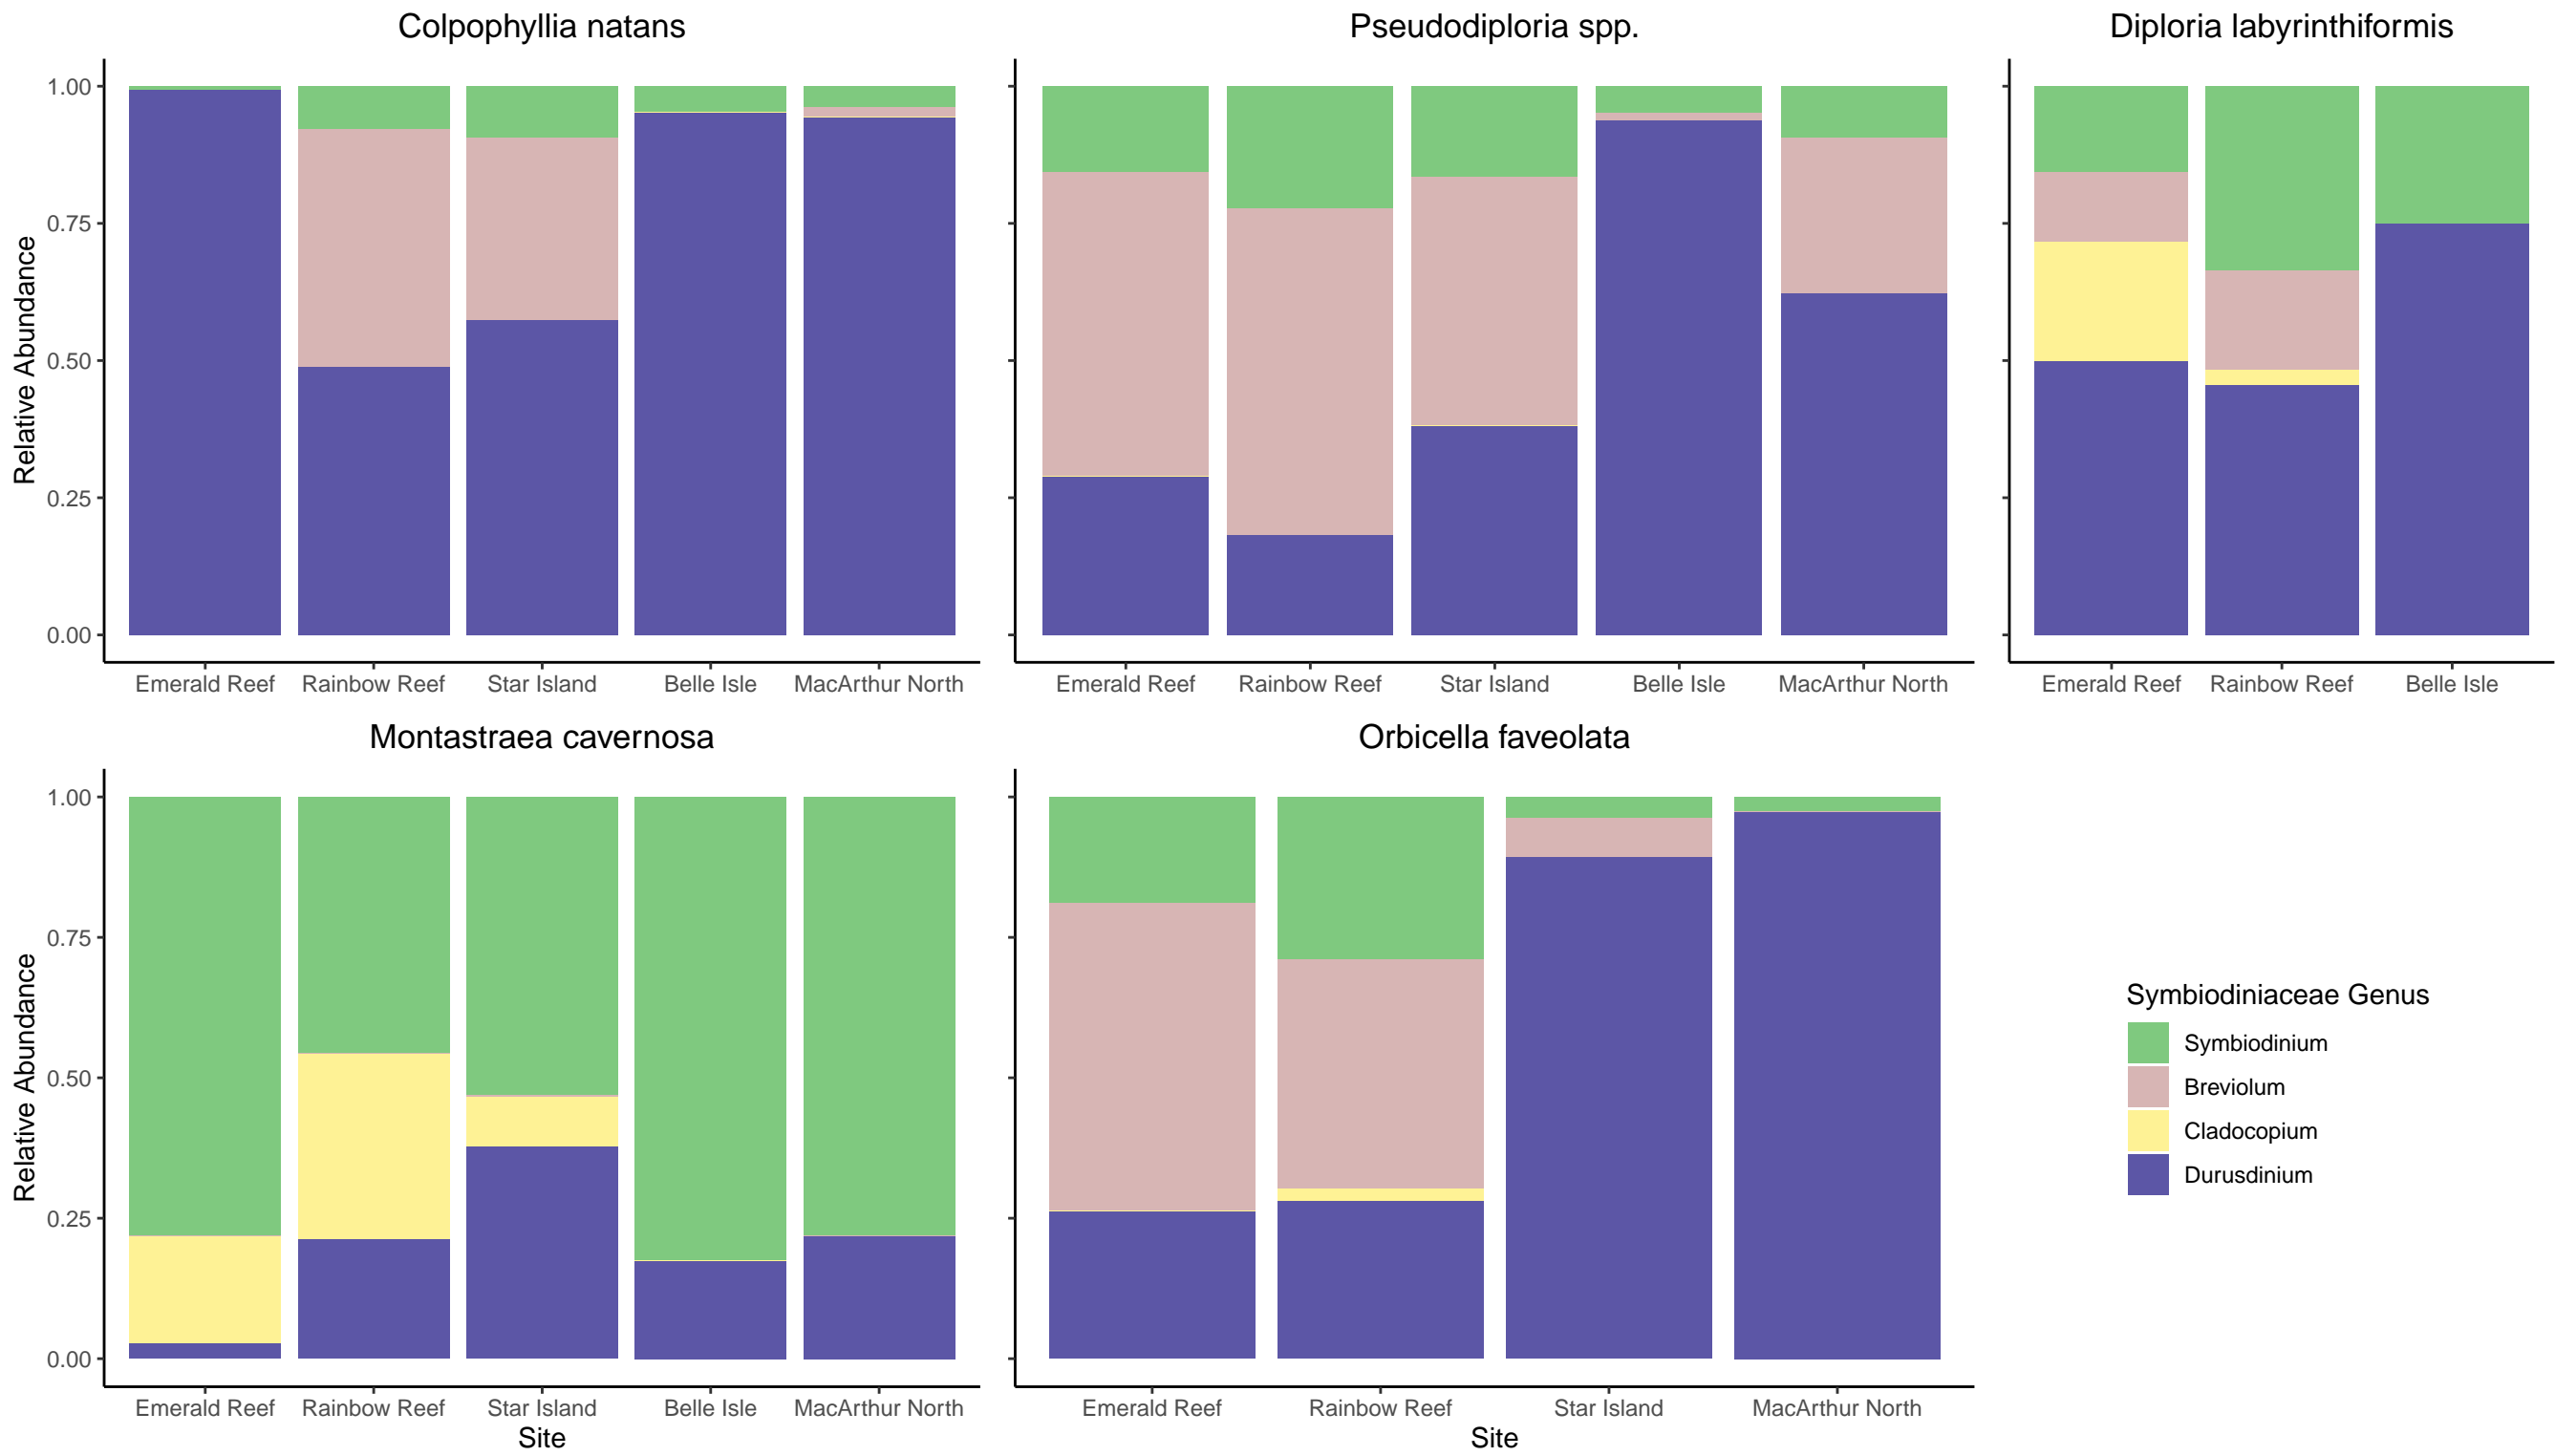 Colpophyllia natans
Pseudodiploria spp.
Diploria labyrinthiformis
Relative Abundance
1.00
0.75
0.50
0.25
0.00
Emerald Reef Rainbow Reef Star Island Belle Isle MacArthur North
Emerald Reef Rainbow Reef Star Island Belle Isle MacArthur North
Emerald Reef Rainbow Reef Belle Isle
Montastraea cavernosa
Orbicella faveolata
Relative Abundance
1.00
0.75
0.50
0.25
0.00
Emerald Reef Rainbow Reef Star Island Belle Isle MacArthur North
Site
Emerald Reef Rainbow Reef Star Island MacArthur North
Site
Symbiodiniaceae Genus
Symbiodinium
Breviolum
Cladocopium
Durusdinium